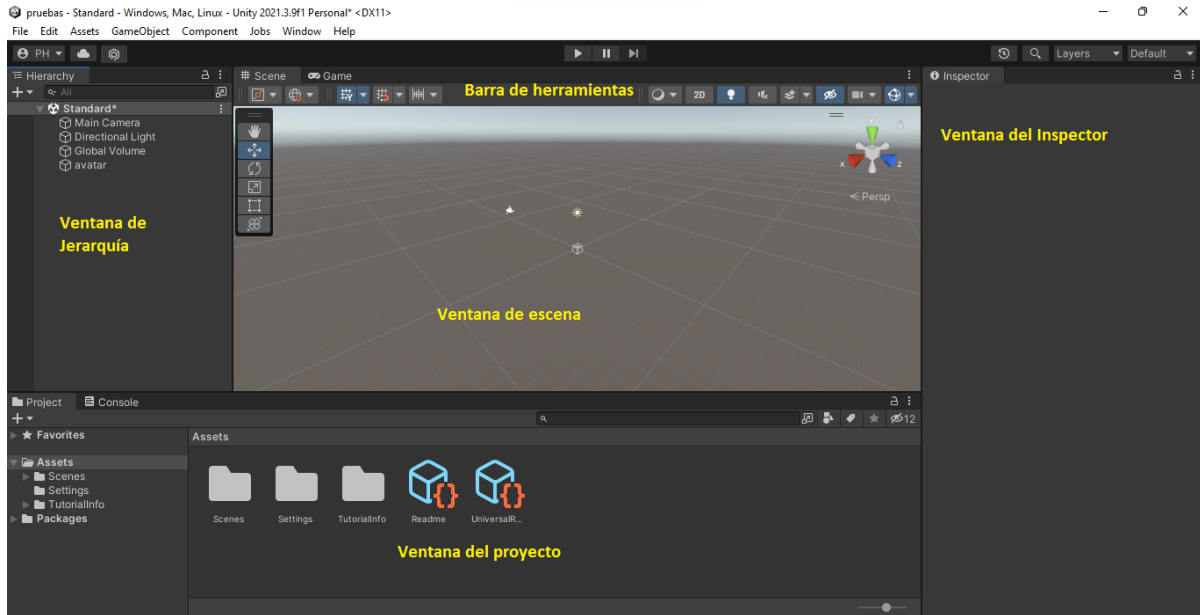 pruebas - Standard - Windows, Mac, Linux - Unity 2021.3.9f1 Personal* <DX11>
File Edit Assets GameObject Component Jobs Window Help
PH
Layers
Default
Hierarchy
Scene
Game
Inspector
All
Barra de herramientas
2D
Standard*
Main Camera
Directional Light
Global Volume
avatar
Ventana del Inspector
y
x
z
Persp
Ventana de
Jerarquía
Ventana de escena
Project
Console
12
Favorites
Assets
Scenes
Settings
TutorialInfo
Packages
Assets
Scenes
Settings
TutorialInfo
Readme
UniversalR...
Ventana del proyecto